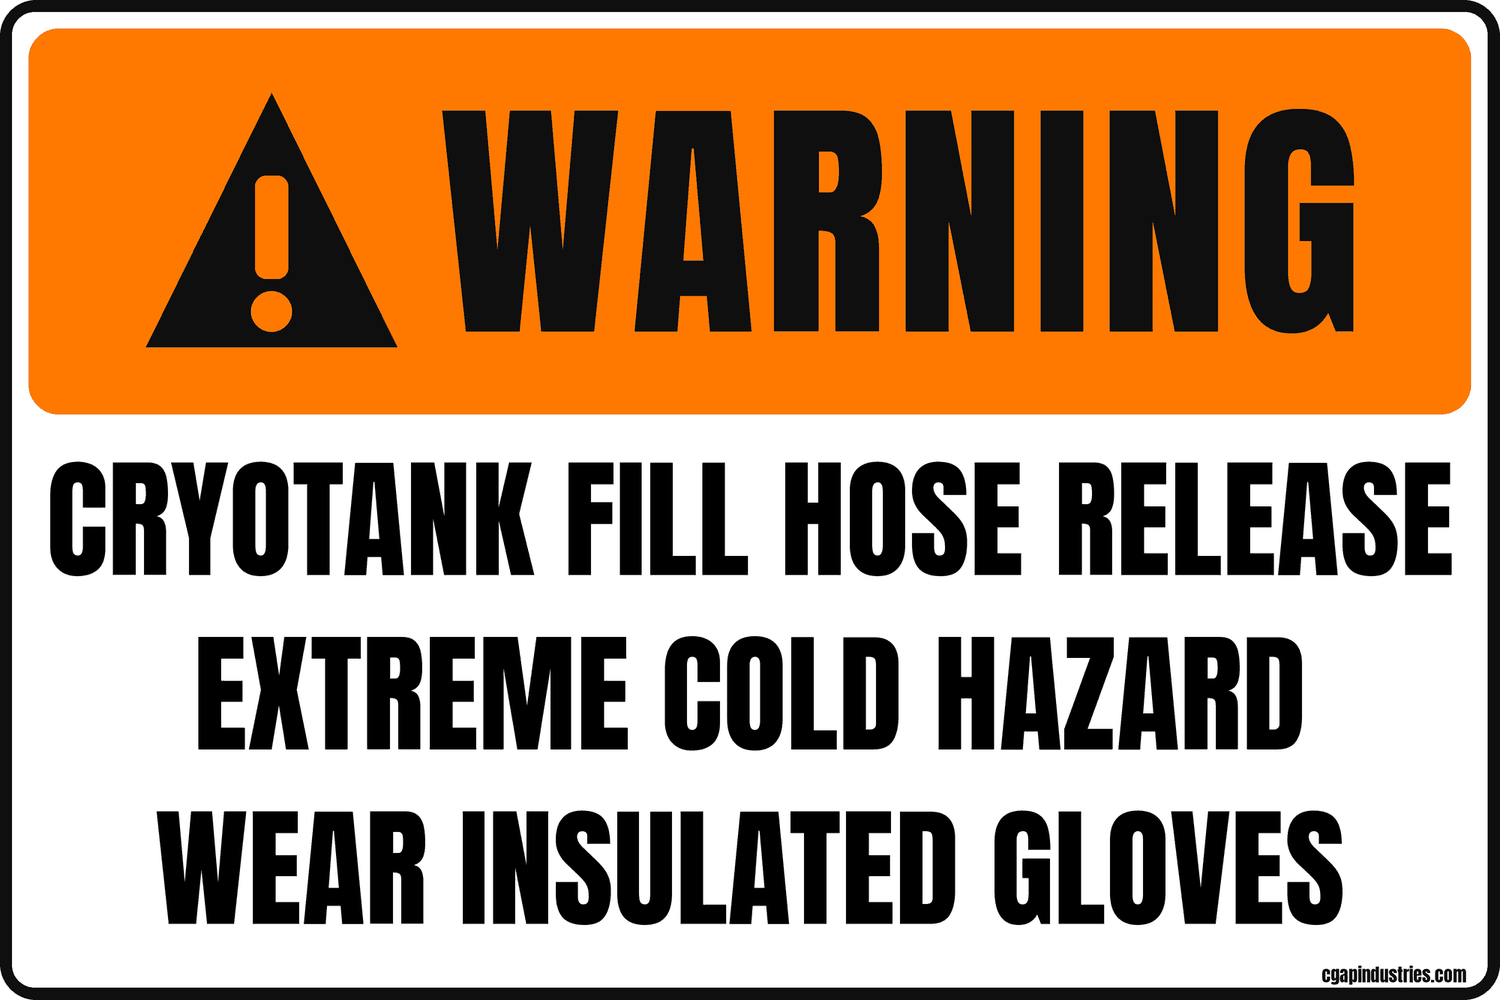 WARNING
CRYOTANK FILL HOSE RELEASE
EXTREME COLD HAZARD
WEAR INSULATED GLOVES
cgapindustries.com